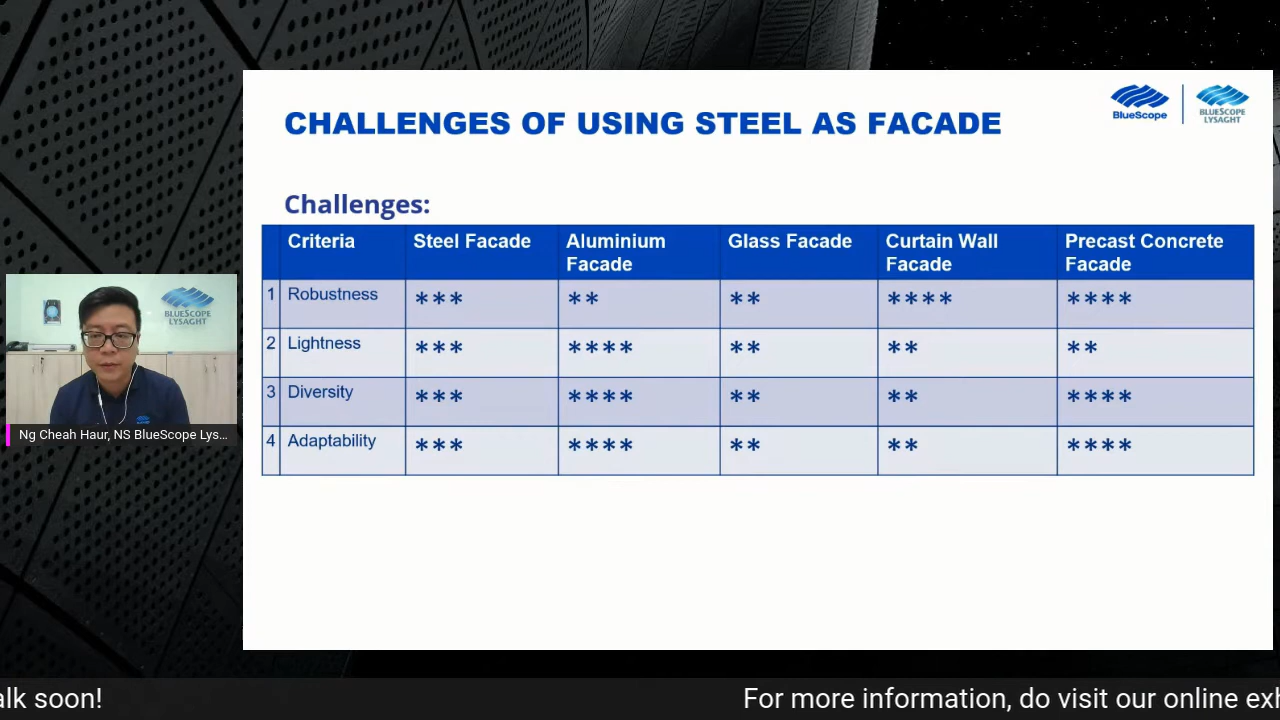 CHALLENGES OF USING STEEL AS FACADE
BlueScope
BLUESCOPE
LYSAGHT
Challenges:
Criteria Steel Facade Aluminium Facade Glass Facade Curtain Wall Facade Precast Concrete Facade
1 Robustness *** ** ** **** ****
2 Lightness *** **** ** ** **
3 Diversity *** **** ** ** ****
4 Adaptability *** **** ** ** ****
BLUESCOPE
LYSAGHT
Ng Cheah Haur, NS BlueScope Lys...
alk soon!
For more information, do visit our online exh